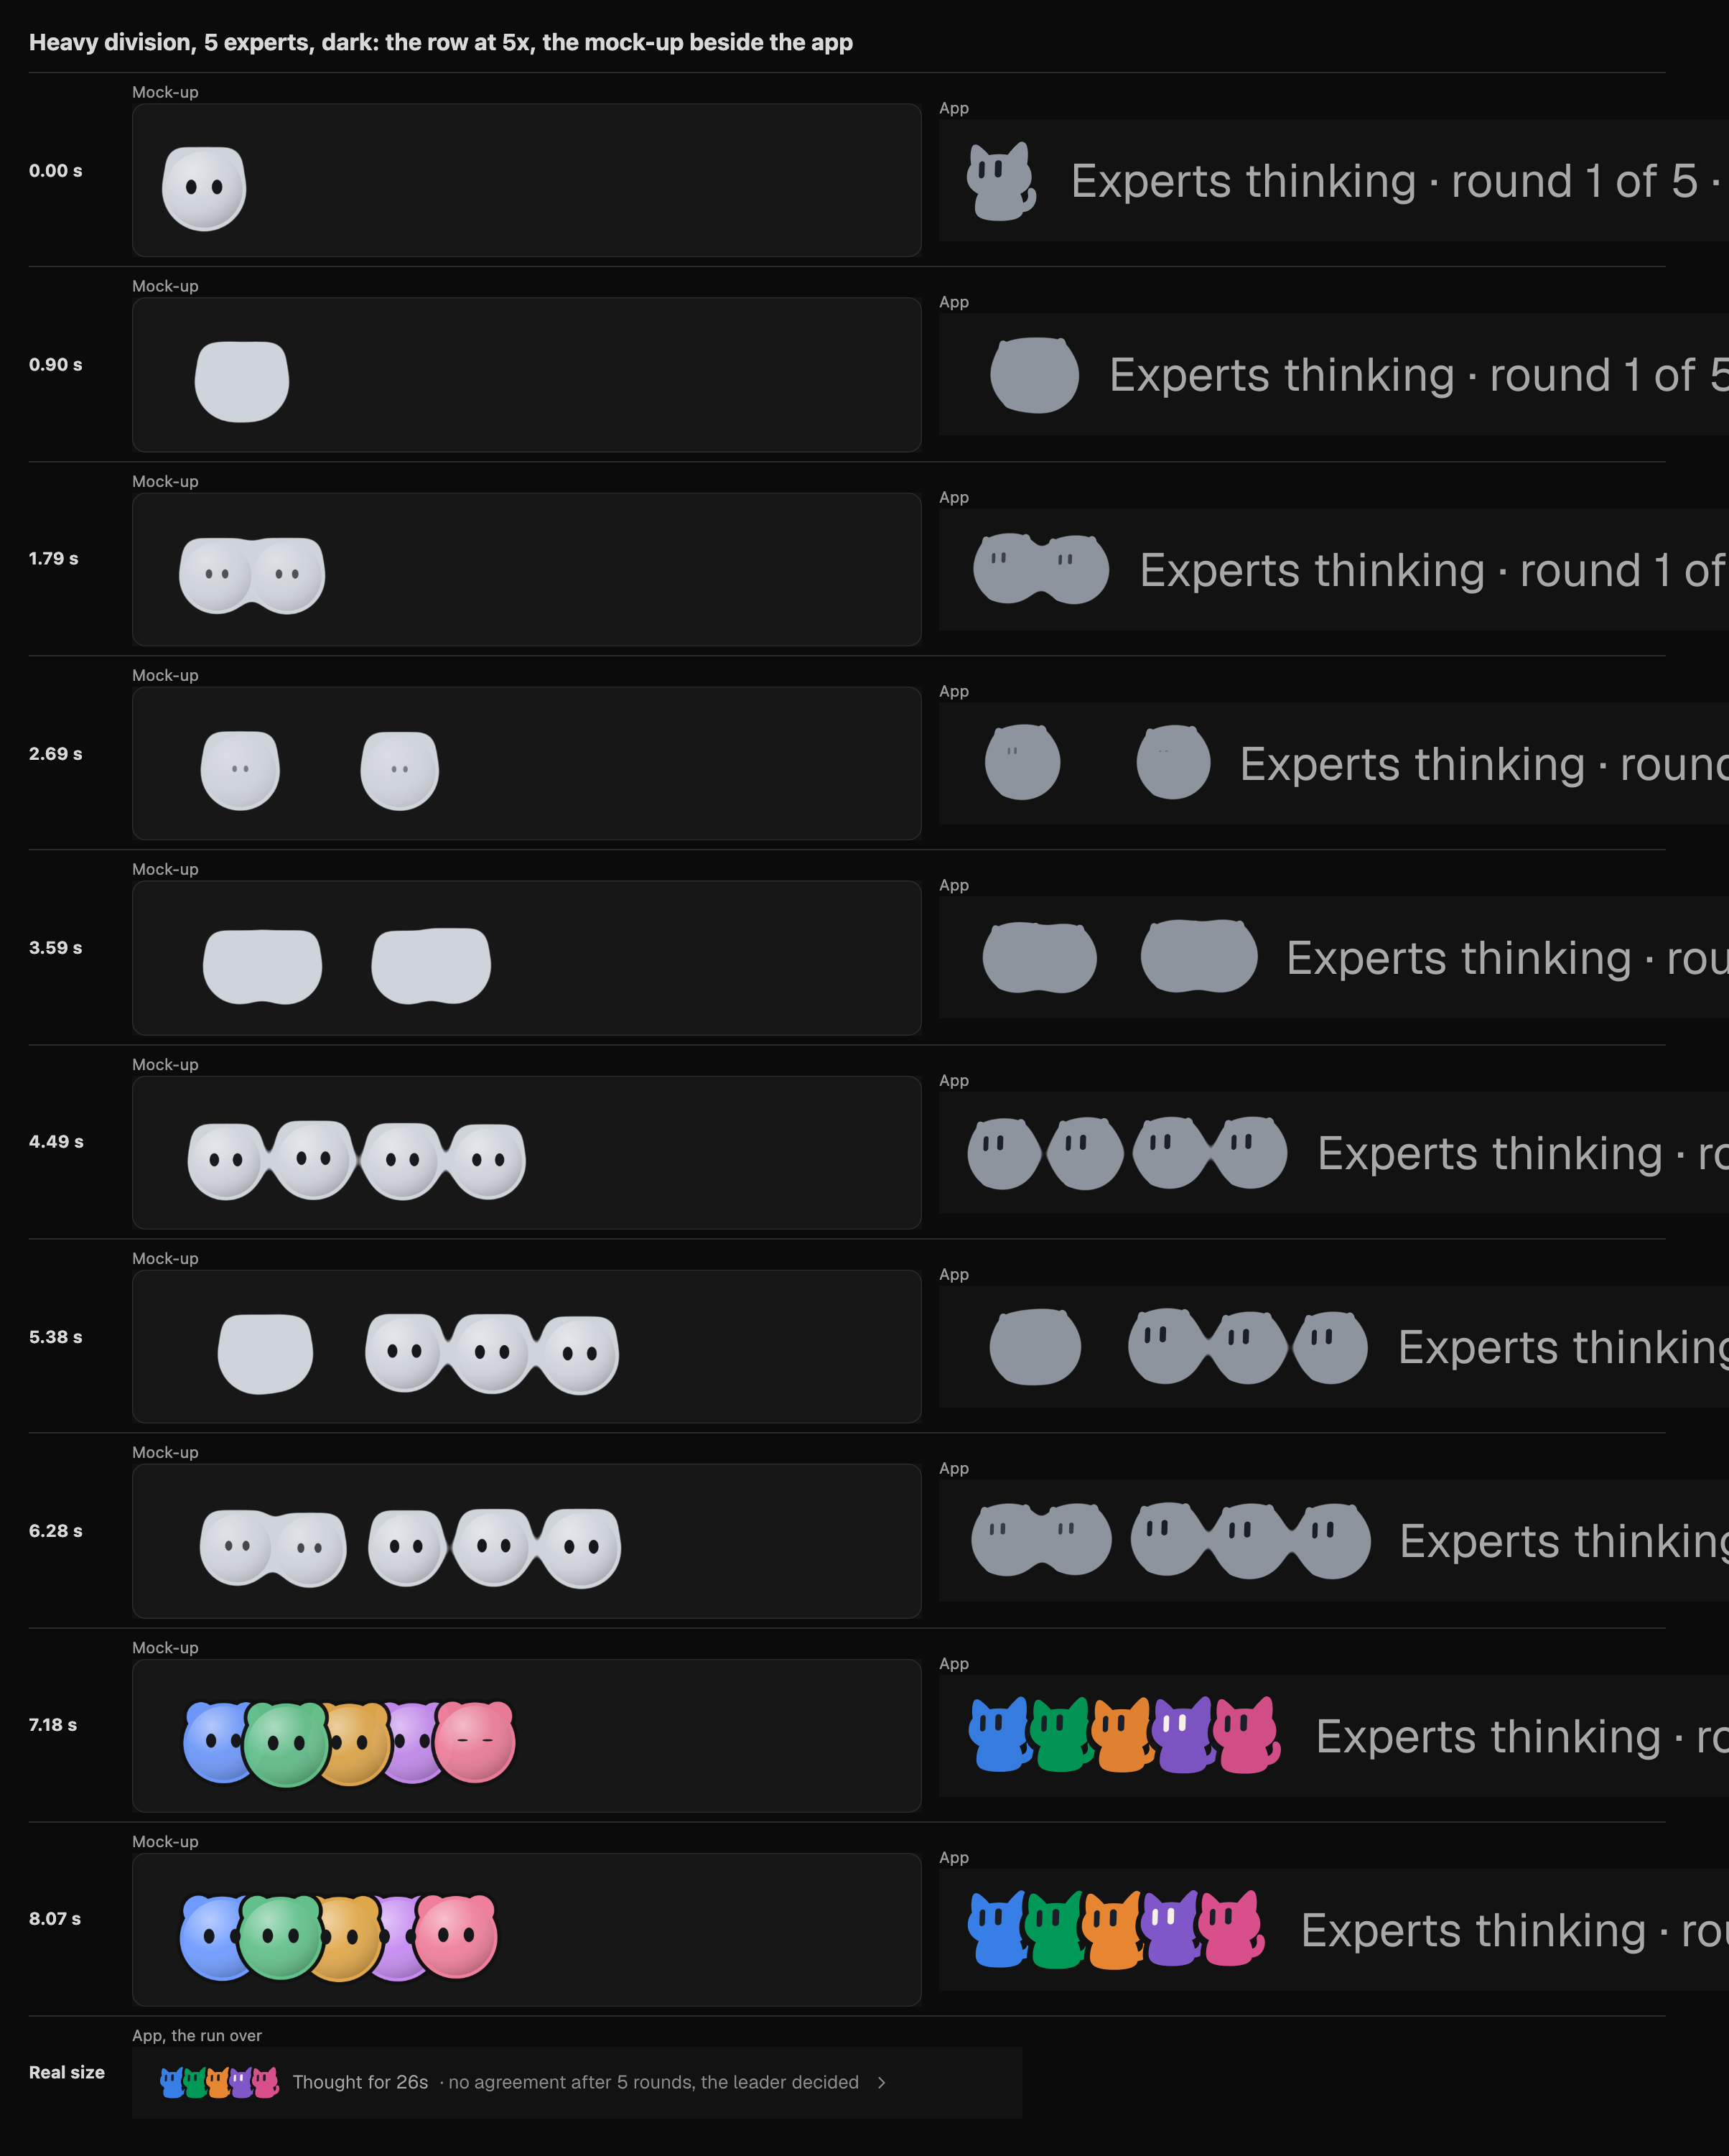 Heavy division, 5 experts, dark: the row at 5x, the mock-up beside the app
Mock-up
App
0.00 s
Experts thinking · round 1 of 5 ·
Mock-up
App
0.90 s
Experts thinking · round 1 of 5
Mock-up
App
1.79 s
Experts thinking · round 1 of
Mock-up
App
2.69 s
Experts thinking · round
Mock-up
App
3.59 s
Experts thinking · rou
Mock-up
App
4.49 s
Experts thinking · ro
Mock-up
App
5.38 s
Experts thinking
Mock-up
App
6.28 s
Experts thinking
Mock-up
App
7.18 s
Experts thinking · ro
Mock-up
App
8.07 s
Experts thinking · rou
App, the run over
Real size
Thought for 26s · no agreement after 5 rounds, the leader decided